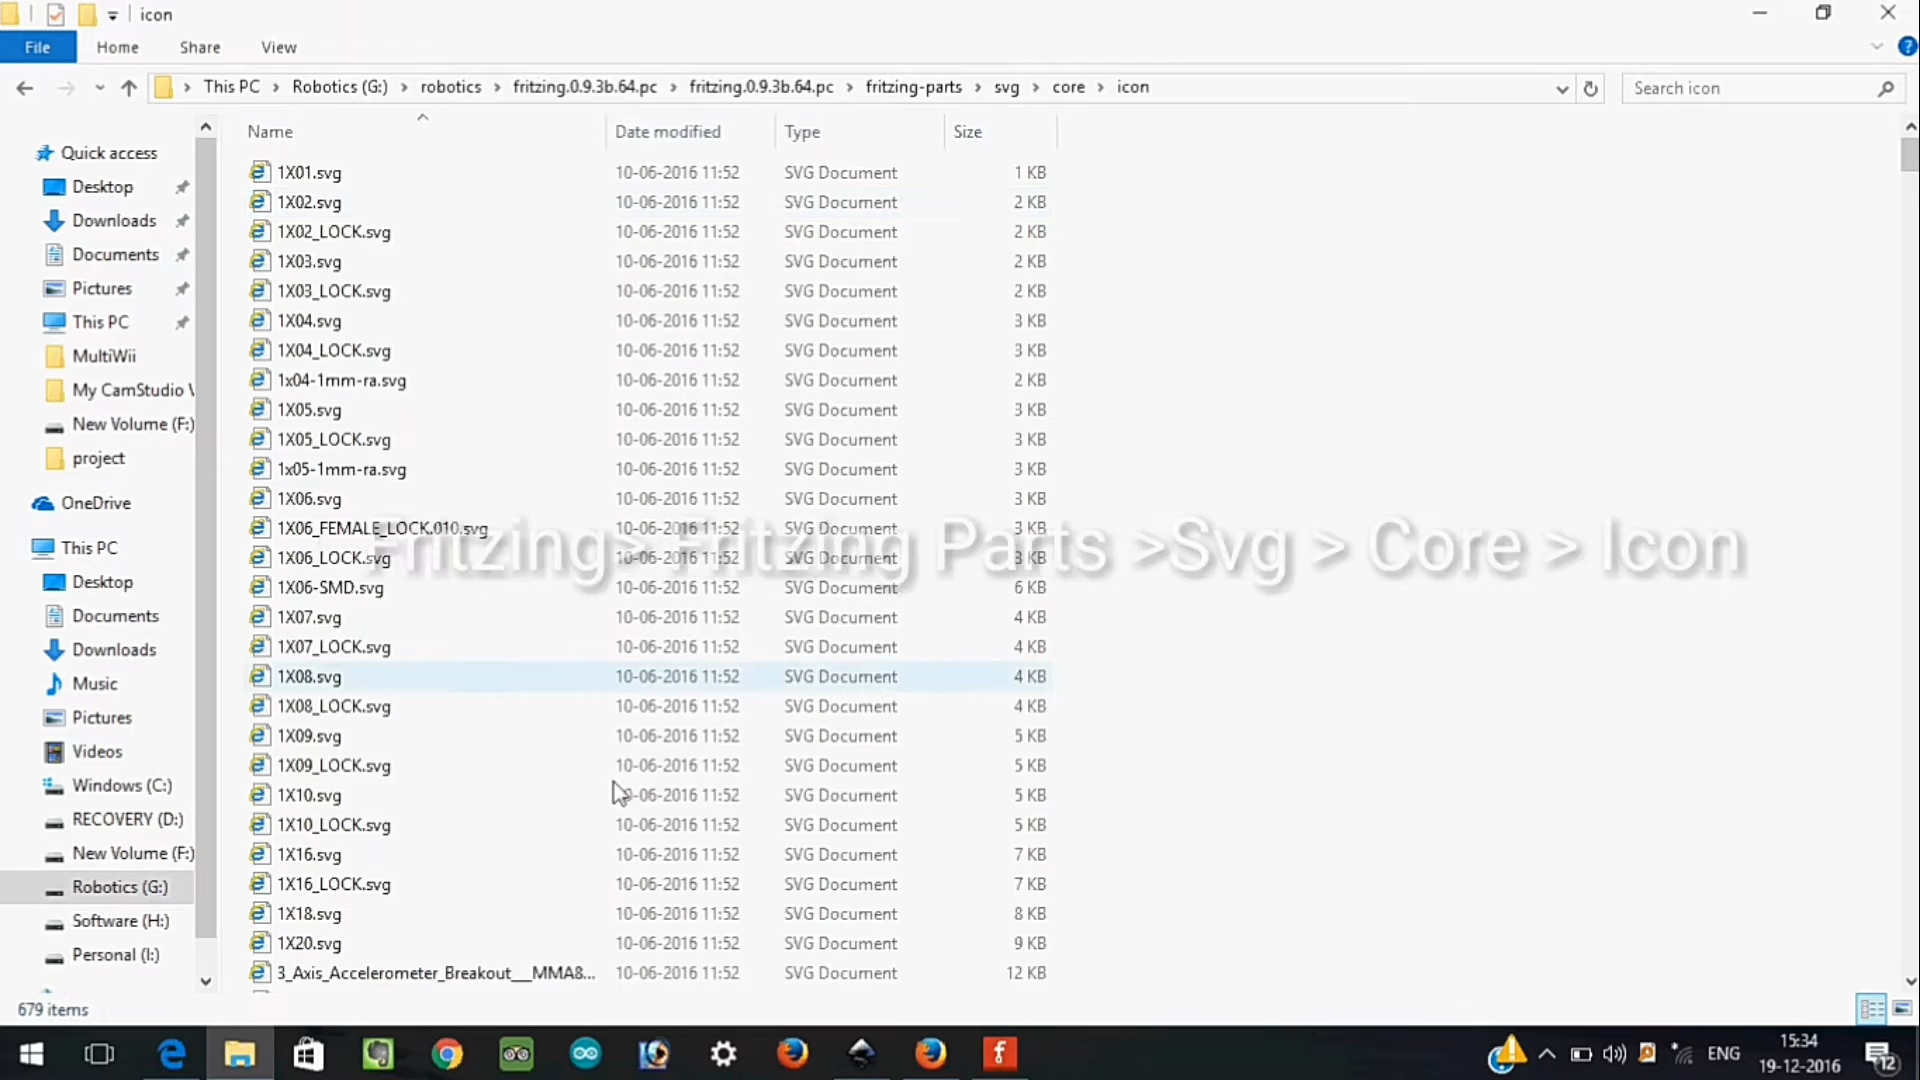 icon
File Home Share View
This PC Robotics (G:) robotics fritzing.0.9.3b.64.pc fritzing.0.9.3b.64.pc fritzing-parts svg core icon
Search icon
Name Date modified Type Size
Quick access
Desktop
Downloads
Documents
Pictures
This PC
MultiWii
My CamStudio V
New Volume (F:)
project
OneDrive
This PC
Desktop
Documents
Downloads
Music
Pictures
Videos
Windows (C:)
RECOVERY (D:)
New Volume (F:)
Robotics (G:)
Software (H:)
Personal (I:)
1X01.svg 10-06-2016 11:52 SVG Document 1 KB
1X02.svg 10-06-2016 11:52 SVG Document 2 KB
1X02_LOCK.svg 10-06-2016 11:52 SVG Document 2 KB
1X03.svg 10-06-2016 11:52 SVG Document 2 KB
1X03_LOCK.svg 10-06-2016 11:52 SVG Document 2 KB
1X04.svg 10-06-2016 11:52 SVG Document 3 KB
1X04_LOCK.svg 10-06-2016 11:52 SVG Document 3 KB
1x04-1mm-ra.svg 10-06-2016 11:52 SVG Document 2 KB
1X05.svg 10-06-2016 11:52 SVG Document 3 KB
1X05_LOCK.svg 10-06-2016 11:52 SVG Document 3 KB
1x05-1mm-ra.svg 10-06-2016 11:52 SVG Document 3 KB
1X06.svg 10-06-2016 11:52 SVG Document 3 KB
1X06_FEMALE_LOCK.010.svg 10-06-2016 11:52 SVG Document 3 KB
Fritzing> Fritzing Parts >Svg > Core > Icon
1X06_LOCK.svg 10-06-2016 11:52 SVG Document 3 KB
1X06-SMD.svg 10-06-2016 11:52 SVG Document 6 KB
1X07.svg 10-06-2016 11:52 SVG Document 4 KB
1X07_LOCK.svg 10-06-2016 11:52 SVG Document 4 KB
1X08.svg 10-06-2016 11:52 SVG Document 4 KB
1X08_LOCK.svg 10-06-2016 11:52 SVG Document 4 KB
1X09.svg 10-06-2016 11:52 SVG Document 5 KB
1X09_LOCK.svg 10-06-2016 11:52 SVG Document 5 KB
1X10.svg 10-06-2016 11:52 SVG Document 5 KB
1X10_LOCK.svg 10-06-2016 11:52 SVG Document 5 KB
1X16.svg 10-06-2016 11:52 SVG Document 7 KB
1X16_LOCK.svg 10-06-2016 11:52 SVG Document 7 KB
1X18.svg 10-06-2016 11:52 SVG Document 8 KB
1X20.svg 10-06-2016 11:52 SVG Document 9 KB
3_Axis_Accelerometer_Breakout___MMA8... 10-06-2016 11:52 SVG Document 12 KB
679 items
ENG
15:34
19-12-2016
12